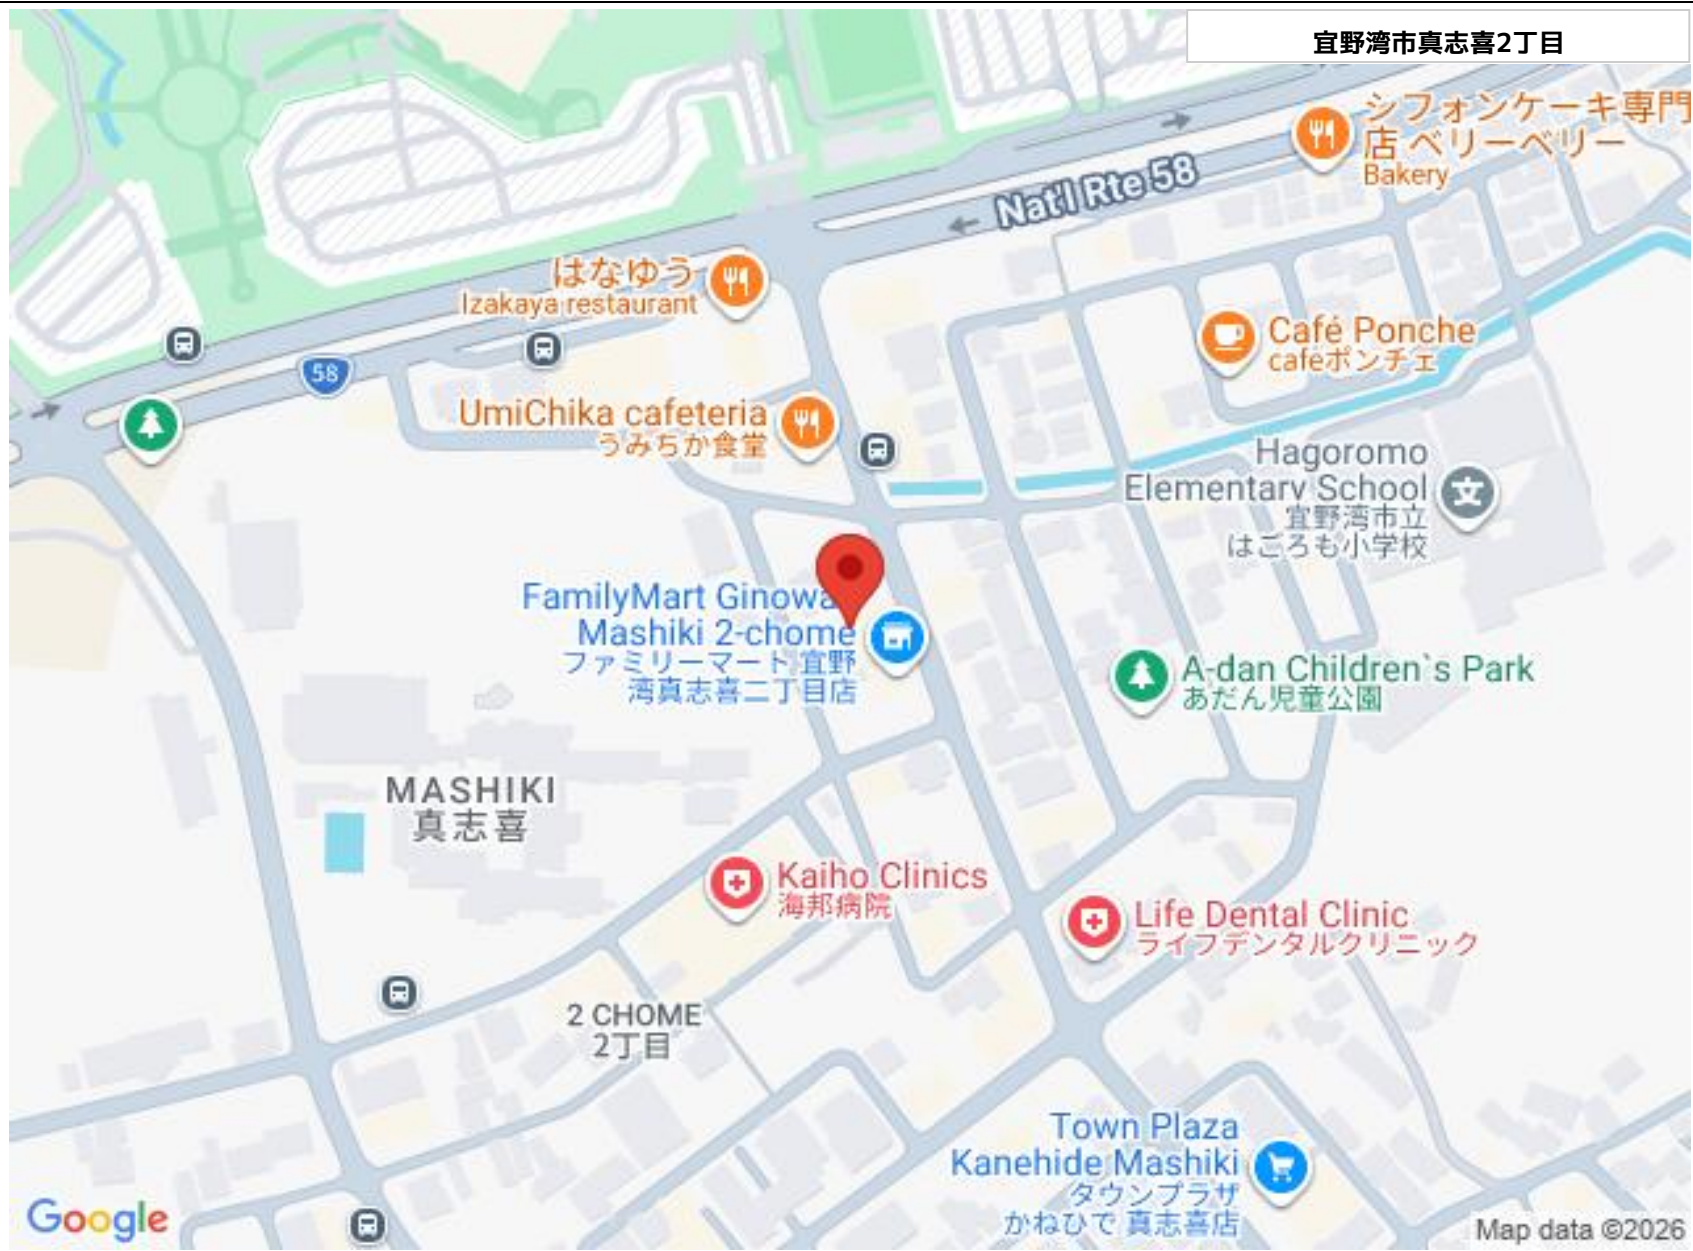 宜野湾市真志喜2丁目
シフォンケーキ専門
店 ベリーベリー
Bakery
Nat'l Rte 58
はなゆう
Izakaya restaurant
Café Ponche
cafeポンチェ
58
UmiChika cafeteria
うみちか食堂
Hagoromo
Elementary School
宜野湾市立
はごろも小学校
文
FamilyMart Ginowa
Mashiki 2-chome
ファミリーマート 宜野
湾真志喜二丁目店
A-dan Children`s Park
あだん児童公園
MASHIKI
真志喜
Kaiho Clinics
海邦病院
Life Dental Clinic
ライフデンタルクリニック
2 CHOME
2丁目
Town Plaza
Kanehide Mashiki
タウンプラザ
かねひで 真志喜店
Google
Map data ©2026